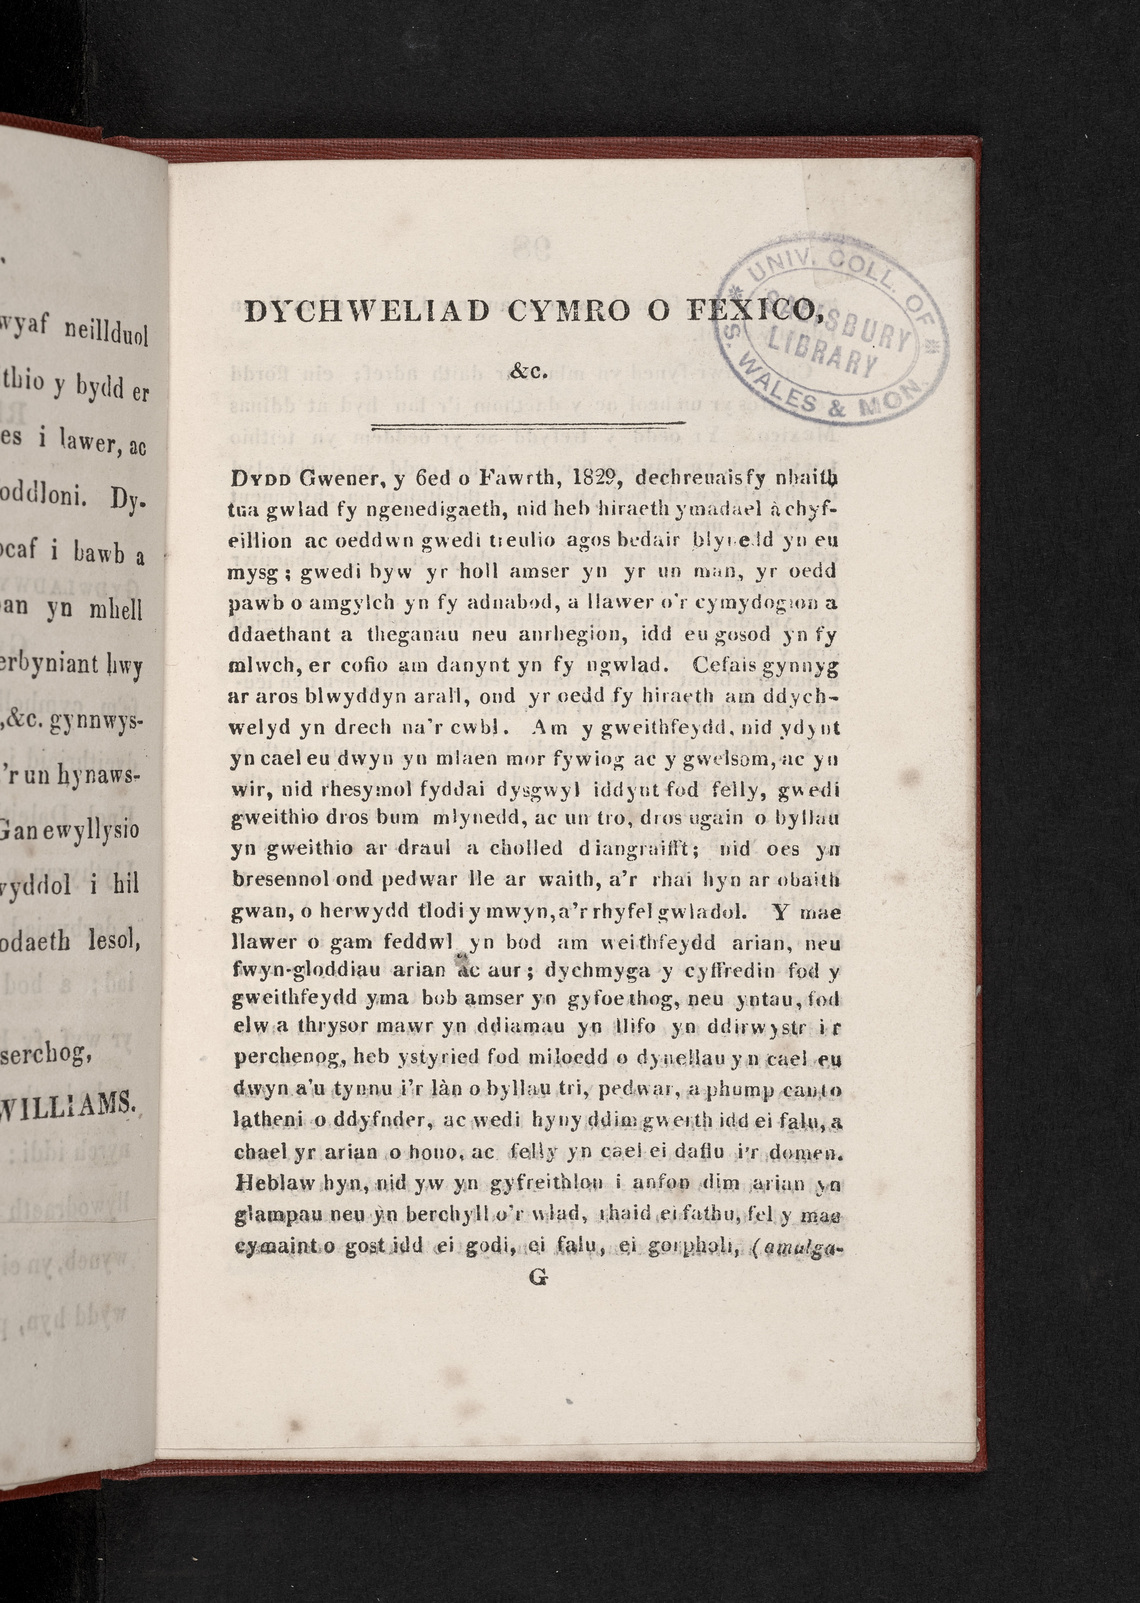 wyaf neillduol
thio y bydd er
es i lawer, ac
oddloni. Dy-
ocaf i bawb a
an yn mhell
erbyniant hwy
,&c. gynnwys-
'r un hynaws-
Gan ewyllysio
yddol i hil
odaeth lesol,
serchog,
WILLIAMS.
DYCHWELIAD CYMRO O FEXICO,
&c.
UNIV. COLL. OF
S. WALES & MON.
SALISBURY
LIBRARY
DYDD Gwener, y 6ed o Fawrth, 1829, dechreuais fy nhaith
tua gwlad fy ngenedigaeth, nid heb hiraeth ymadael â chyf-
eillion ac oeddwn gwedi treulio agos bedair blynedd yn eu
mysg; gwedi byw yr holl amser yn yr un man, yr oedd
pawb o amgylch yn fy adnabod, a llawer o'r cymydogion a
ddaethant a theganau neu anrhegion, idd eu gosod yn fy
mlwch, er cofio am danynt yn fy ngwlad. Cefais gynnyg
ar aros blwyddyn arall, ond yr oedd fy hiraeth am ddych-
welyd yn drech na'r cwbl. Am y gweithfeydd, nid ydynt
yn cael eu dwyn yn mlaen mor fywiog ac y gwelsom, ac yn
wir, nid rhesymol fyddai dysgwyl iddynt fod felly, gwedi
gweithio dros bum mlynedd, ac un tro, dros ugain o byllau
yn gweithio ar draul a cholled diangraifft; nid oes yn
bresennol ond pedwar lle ar waith, a'r rhai hyn ar obaith
gwan, o herwydd tlodi y mwyn, a'r rhyfel gwladol. Y mae
llawer o gam feddwl yn bod am weithfeydd arian, neu
fwyn-gloddiau arian ac aur; dychmyga y cyffredin fod y
gweithfeydd yma bob amser yn gyfoethog, neu yntau, fod
elw a thrysor mawr yn ddiamau yn llifo yn ddirwystr i'r
perchenog, heb ystyried fod miloedd o dynellau yn cael eu
dwyn a'u tynnu i'r làn o byllau tri, pedwar, a phump canto
latheni o ddyfnder, ac wedi hyny ddim gwerth idd ei falu, a
chael yr arian o hono, ac felly yn cael ei daflu i'r domen.
Heblaw hyn, nid yw yn gyfreithlon i anfon dim arian yn
glampau neu yn berchyll o'r wlad, rhaid ei fathu, fel y mae
cymaint o gost idd ei godi, ei falu, ei gorpholi, (amalga-
G